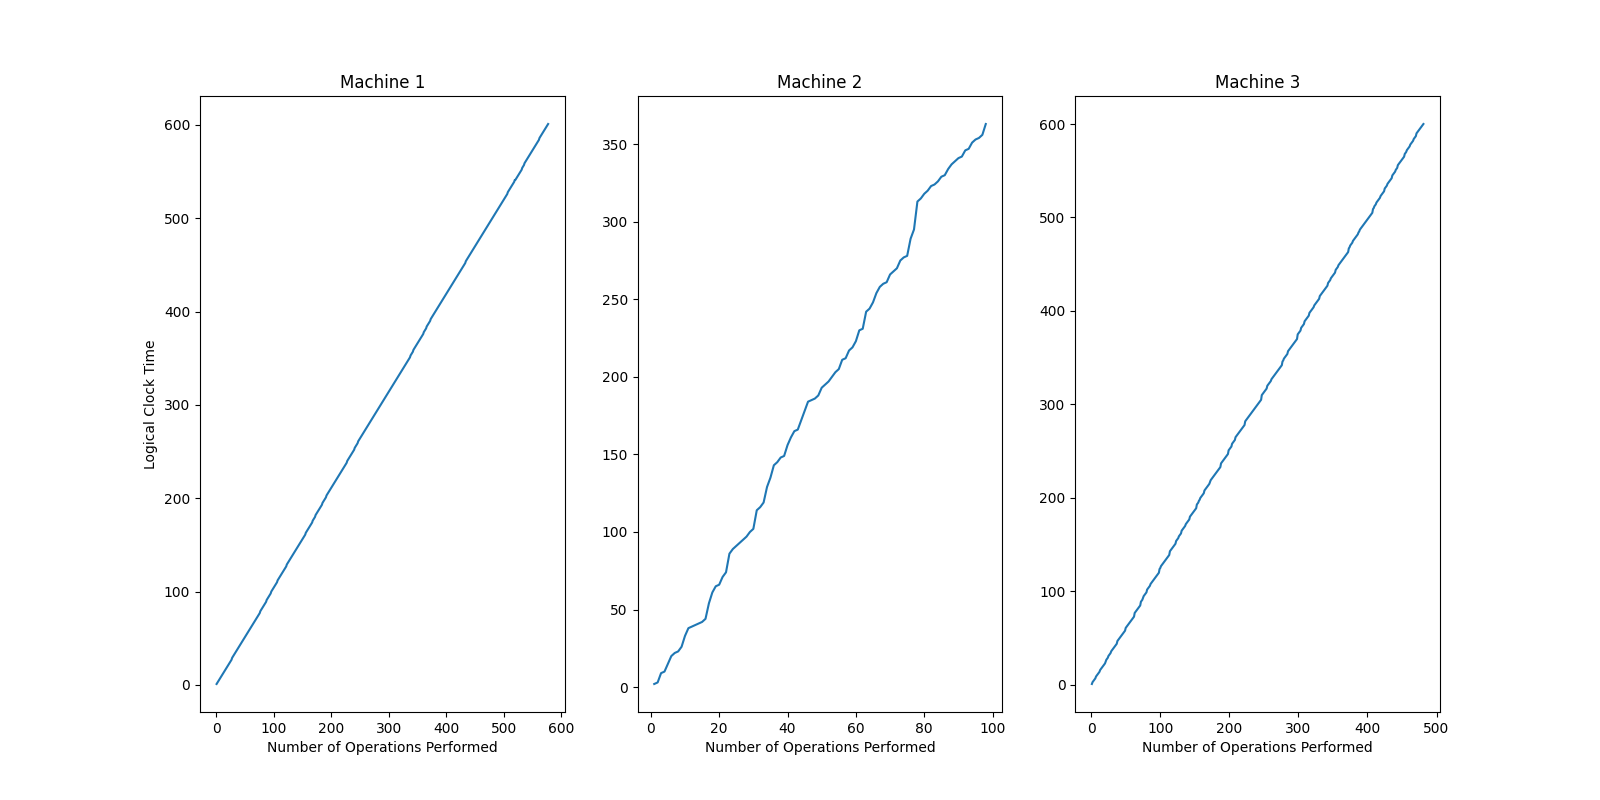 Machine 1
Machine 2
Machine 3
Logical Clock Time
600
500
400
300
200
100
0
0 100 200 300 400 500 600
Number of Operations Performed
350
300
250
200
150
100
50
0
0 20 40 60 80 100
Number of Operations Performed
600
500
400
300
200
100
0
0 100 200 300 400 500
Number of Operations Performed